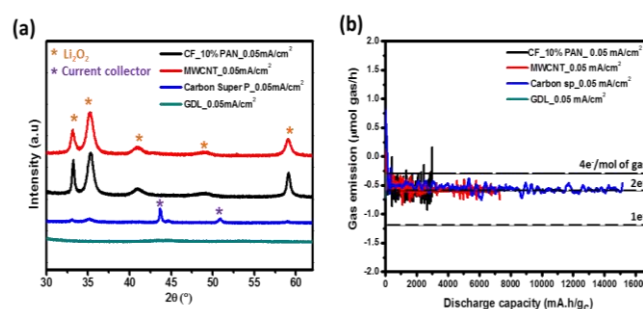 (a)
* Li₂O₂
* Current collector
CF_10% PAN_0.05mA/cm²
MWCNT_0.05mA/cm²
Carbon Super P_0.05mA/cm²
GDL_0.05mA/cm²
Intensity (a.u)
30 35 40 45 50 55 60
2θ (°)
(b)
CF_10% PAN_0.05 mA/cm²
MWCNT_0.05 mA/cm²
Carbon sp_0.05 mA/cm²
GDL_0.05 mA/cm²
Gas emission (µmol gas/h)
2.0
1.5
1.0
0.5
0.0
-0.5
-1.0
-1.5
-2.0
4e⁻/mol of ga
2e
1e
0 2000 4000 6000 8000 10000 12000 14000 1600
Discharge capacity (mA.h/g_C)